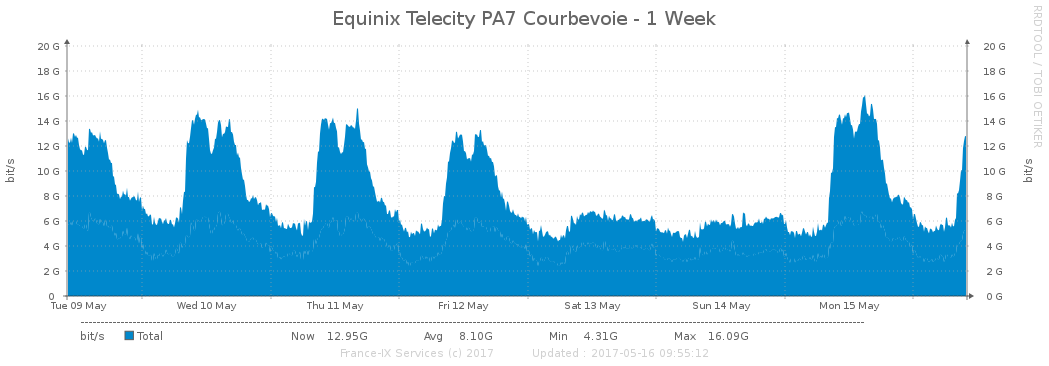 Equinix Telecity PA7 Courbevoie - 1 Week
RRDTOOL / TOBI OETIKER
bit/s
bit/s
20 G 20 G
18 G 18 G
16 G 16 G
14 G 14 G
12 G 12 G
10 G 10 G
8 G 8 G
6 G 6 G
4 G 4 G
2 G 2 G
0 0 G
Tue 09 May Wed 10 May Thu 11 May Fri 12 May Sat 13 May Sun 14 May Mon 15 May
bit/s Total Now 12.95G Avg 8.10G Min 4.31G Max 16.09G
France-IX Services (c) 2017 Updated : 2017-05-16 09:55:12